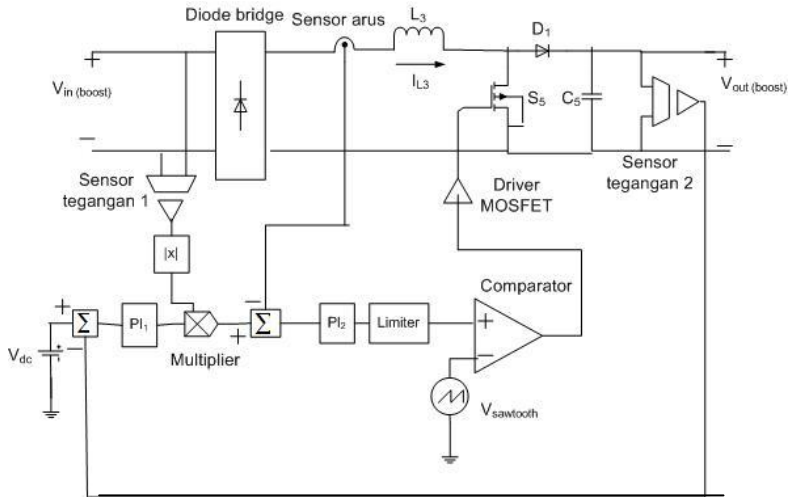 Diode bridge
Sensor arus
L3
D1
+
+
Vin (boost)
IL3
S5
C5
Vout (boost)
−
−
Sensor
tegangan 1
Sensor
tegangan 2
Driver
MOSFET
|x|
Comparator
+
−
Σ
PI1
+
Σ
PI2
Limiter
+
−
Multiplier
Vdc
+
−
Vsawtooth